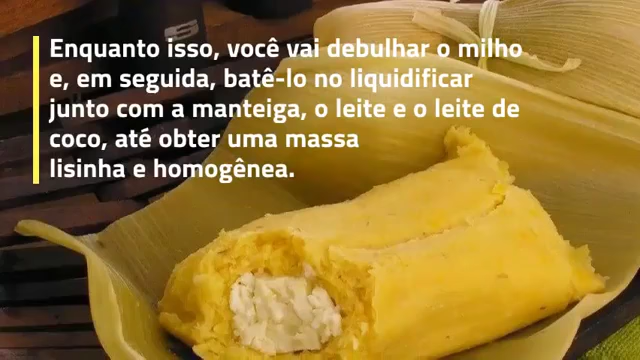 Enquanto isso, você vai debulhar o milho
e, em seguida, batê-lo no liquidificar
junto com a manteiga, o leite e o leite de
coco, até obter uma massa
lisinha e homogênea.